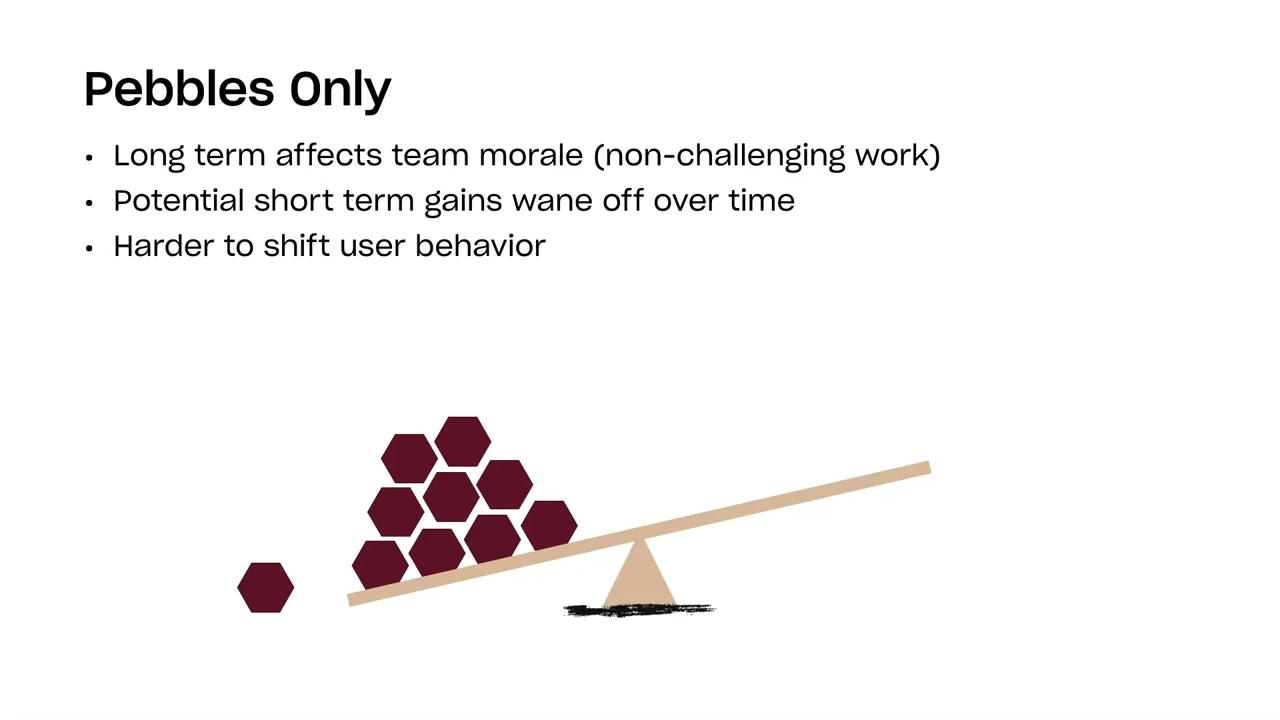 Pebbles Only
• Long term affects team morale (non-challenging work)
• Potential short term gains wane off over time
• Harder to shift user behavior